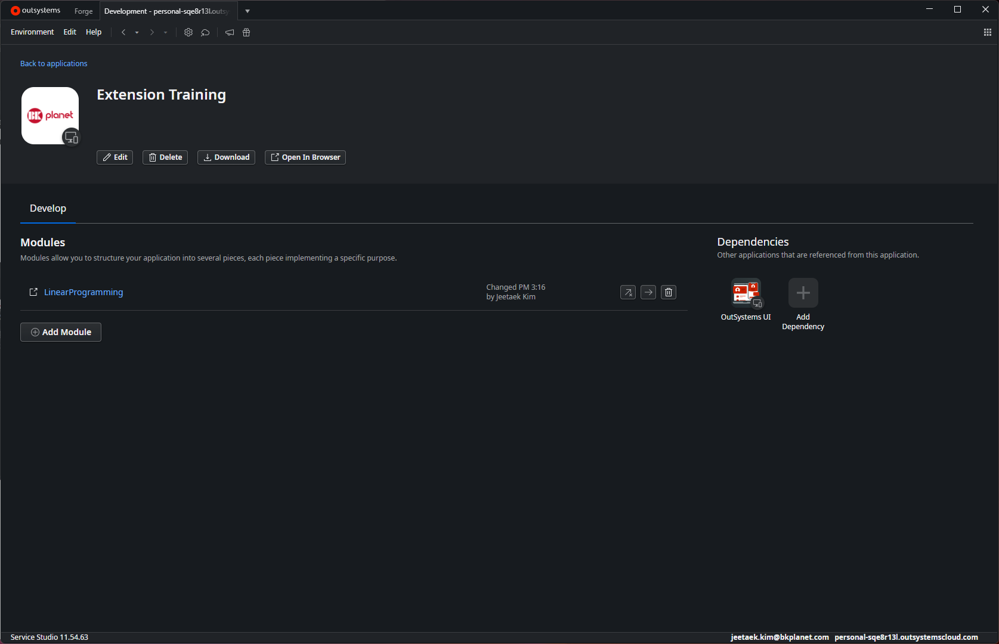 outsystems
Forge
Development - personal-sqe8r13l.outsy
Environment Edit Help
Back to applications
BK planet
Extension Training
Edit Delete Download Open In Browser
Develop
Modules
Modules allow you to structure your application into several pieces, each piece implementing a specific purpose.
LinearProgramming
Changed PM 3:16
by Jeetaek Kim
Add Module
Dependencies
Other applications that are referenced from this application.
OutSystems UI
Add
Dependency
Service Studio 11.54.63
jeetaek.kim@bkplanet.com personal-sqe8r13l.outsystemscloud.com